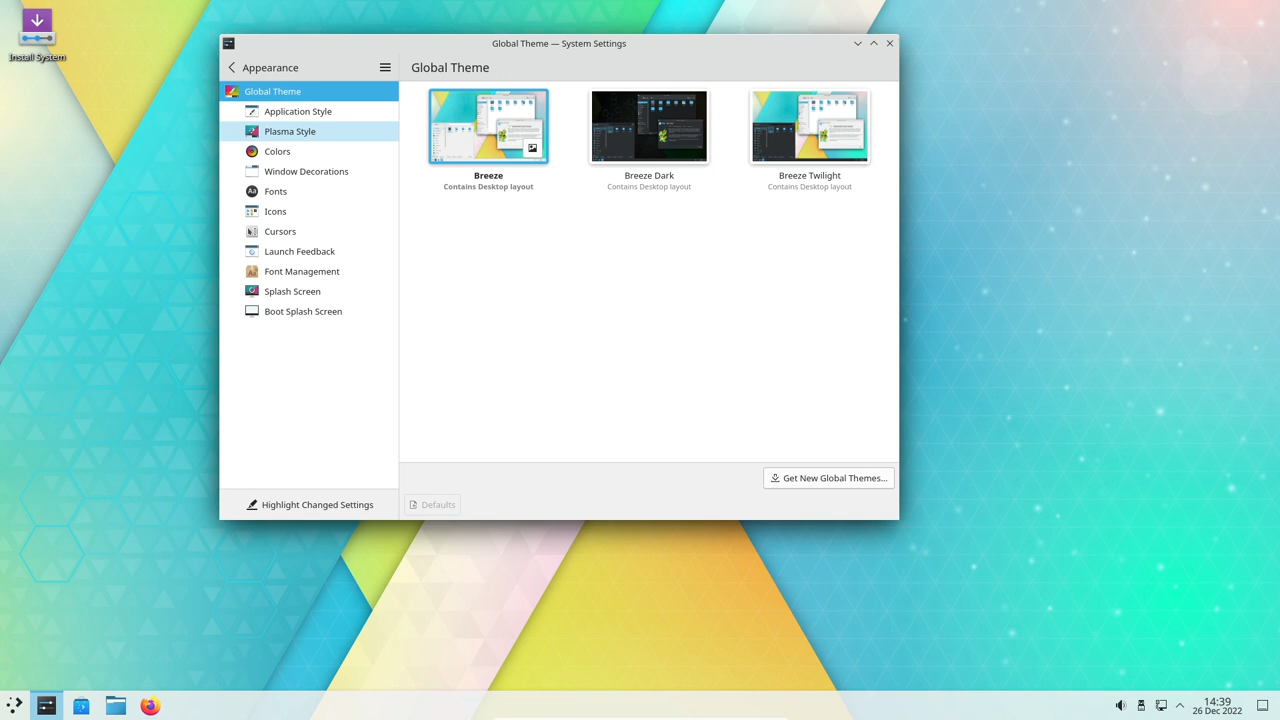 Install System
Global Theme — System Settings
Appearance
Global Theme
Global Theme
Application Style
Plasma Style
Colors
Window Decorations
Fonts
Icons
Cursors
Launch Feedback
Font Management
Splash Screen
Boot Splash Screen
Highlight Changed Settings
Breeze
Contains Desktop layout
Breeze Dark
Contains Desktop layout
Breeze Twilight
Contains Desktop layout
Get New Global Themes...
Defaults
14:39
26 Dec 2022